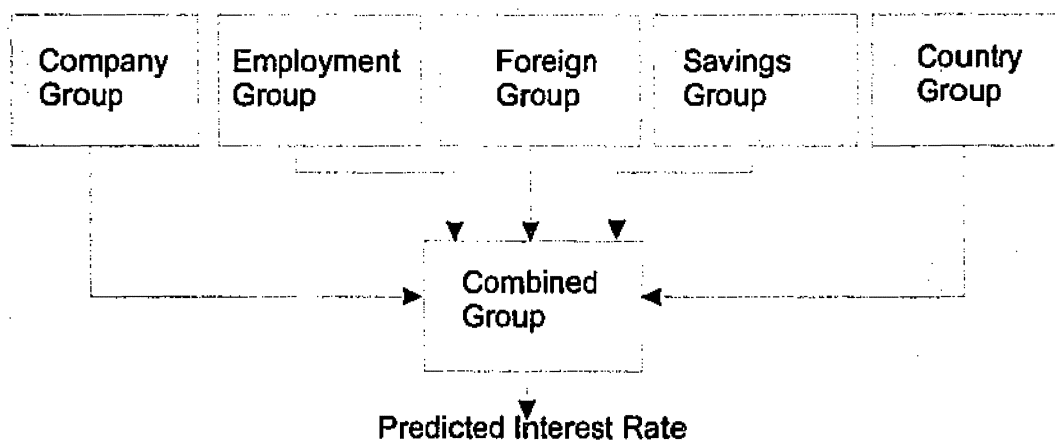 Company
Group
Employment
Group
Foreign
Group
Savings
Group
Country
Group
Combined
Group
Predicted Interest Rate